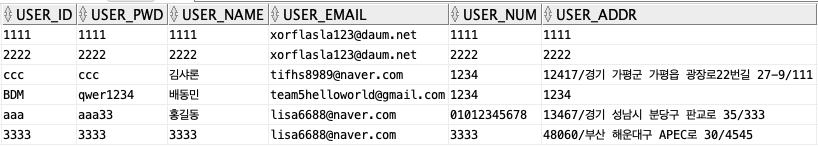 USER_ID USER_PWD USER_NAME USER_EMAIL USER_NUM USER_ADDR
1111 1111 1111 xorflasla123@daum.net 1111 1111
2222 2222 2222 xorflasla123@daum.net 2222 2222
ccc ccc 김사론 tifhs8989@naver.com 1234 12417/경기 가평군 가평읍 광장로22번길 27-9/111
BDM qwer1234 배동민 team5helloworld@gmail.com 1234 1234
aaa aaa33 홍길동 lisa6688@naver.com 01012345678 13467/경기 성남시 분당구 판교로 35/333
3333 3333 3333 lisa6688@naver.com 3333 48060/부산 해운대구 APEC로 30/4545